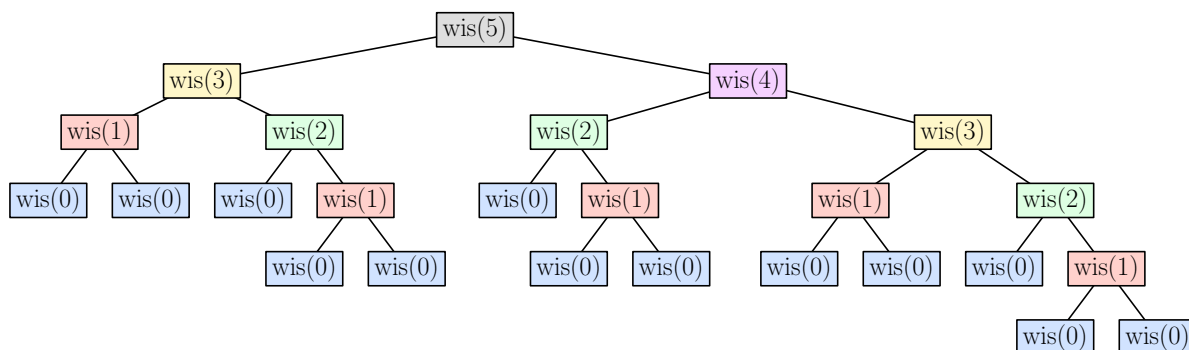 wis(5)
wis(3) wis(4)
wis(1) wis(2) wis(2) wis(3)
wis(0) wis(0) wis(0) wis(1) wis(0) wis(1) wis(1) wis(2)
wis(0) wis(0) wis(0) wis(0) wis(0) wis(0) wis(0) wis(1)
wis(0) wis(0)